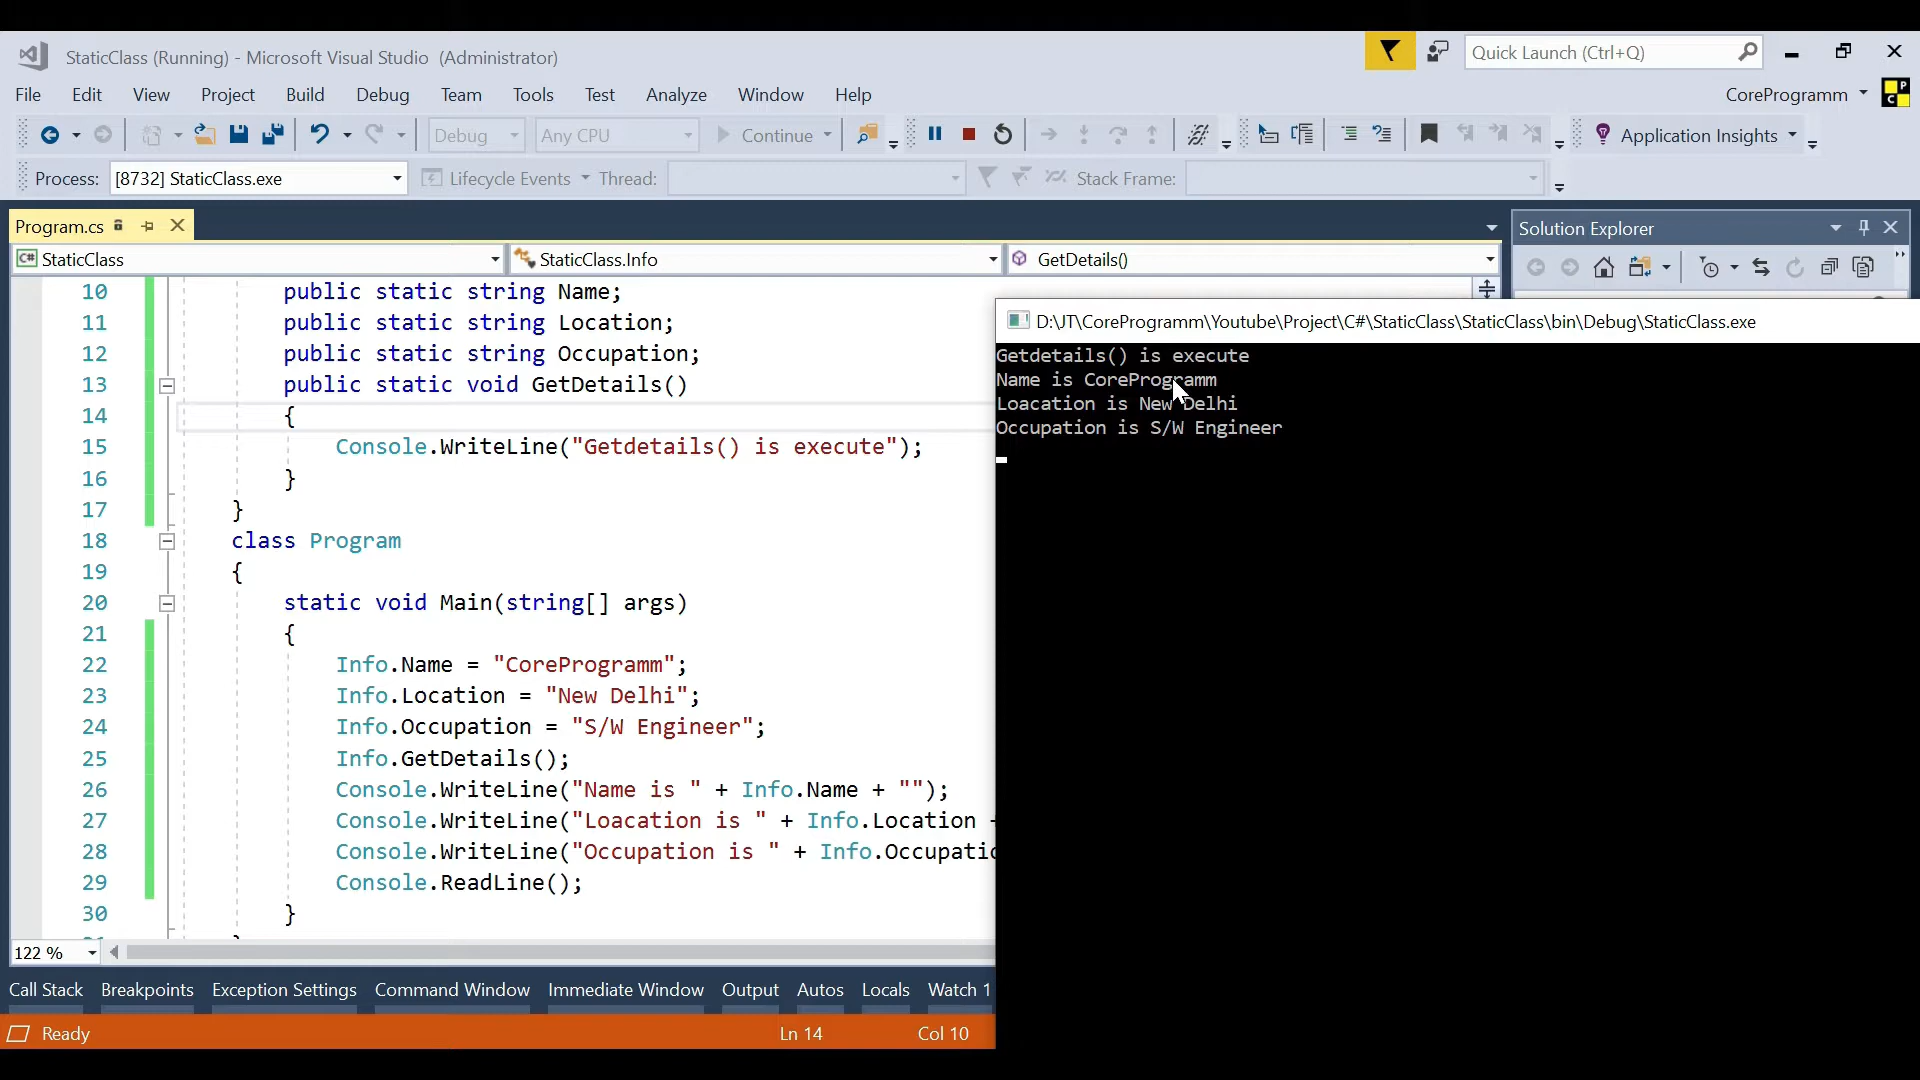 StaticClass (Running) - Microsoft Visual Studio (Administrator)
Quick Launch (Ctrl+Q)
File Edit View Project Build Debug Team Tools Test Analyze Window Help
CoreProgramm
Debug Any CPU Continue Application Insights
Process: [8732] StaticClass.exe Lifecycle Events Thread: Stack Frame:
Program.cs
Solution Explorer
StaticClass StaticClass.Info GetDetails()
10 public static string Name;
11 public static string Location;
12 public static string Occupation;
13 public static void GetDetails()
14 {
15 Console.WriteLine("Getdetails() is execute");
16 }
17 }
18 class Program
19 {
20 static void Main(string[] args)
21 {
22 Info.Name = "CoreProgramm";
23 Info.Location = "New Delhi";
24 Info.Occupation = "S/W Engineer";
25 Info.GetDetails();
26 Console.WriteLine("Name is " + Info.Name + "");
27 Console.WriteLine("Loacation is " + Info.Location +
28 Console.WriteLine("Occupation is " + Info.Occupatio
29 Console.ReadLine();
30 }
D:\JT\CoreProgramm\Youtube\Project\C#\StaticClass\StaticClass\bin\Debug\StaticClass.exe
Getdetails() is execute
Name is CoreProgramm
Loacation is New Delhi
Occupation is S/W Engineer
122 %
Call Stack Breakpoints Exception Settings Command Window Immediate Window Output Autos Locals Watch 1
Ready Ln 14 Col 10